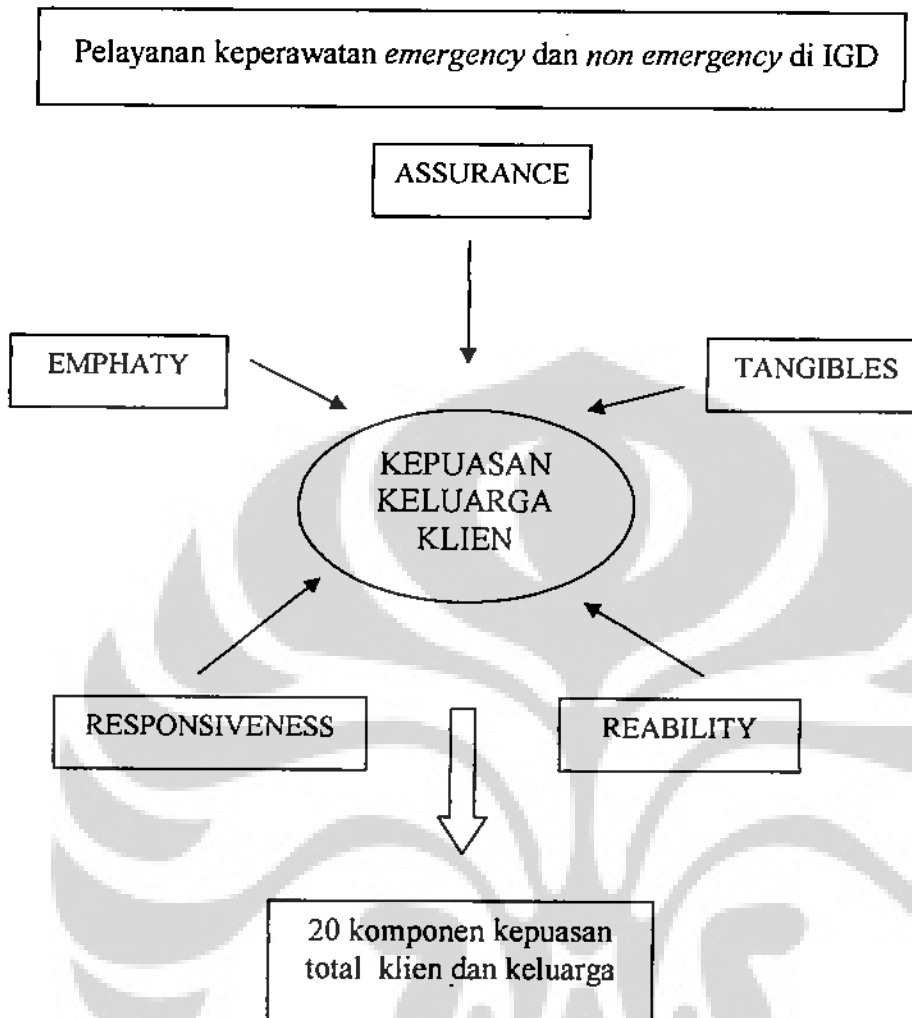 Pelayanan keperawatan emergency dan non emergency di IGD
ASSURANCE
EMPHATY
TANGIBLES
KEPUASAN
KELUARGA
KLIEN
RESPONSIVENESS
REABILITY
20 komponen kepuasan
total klien dan keluarga